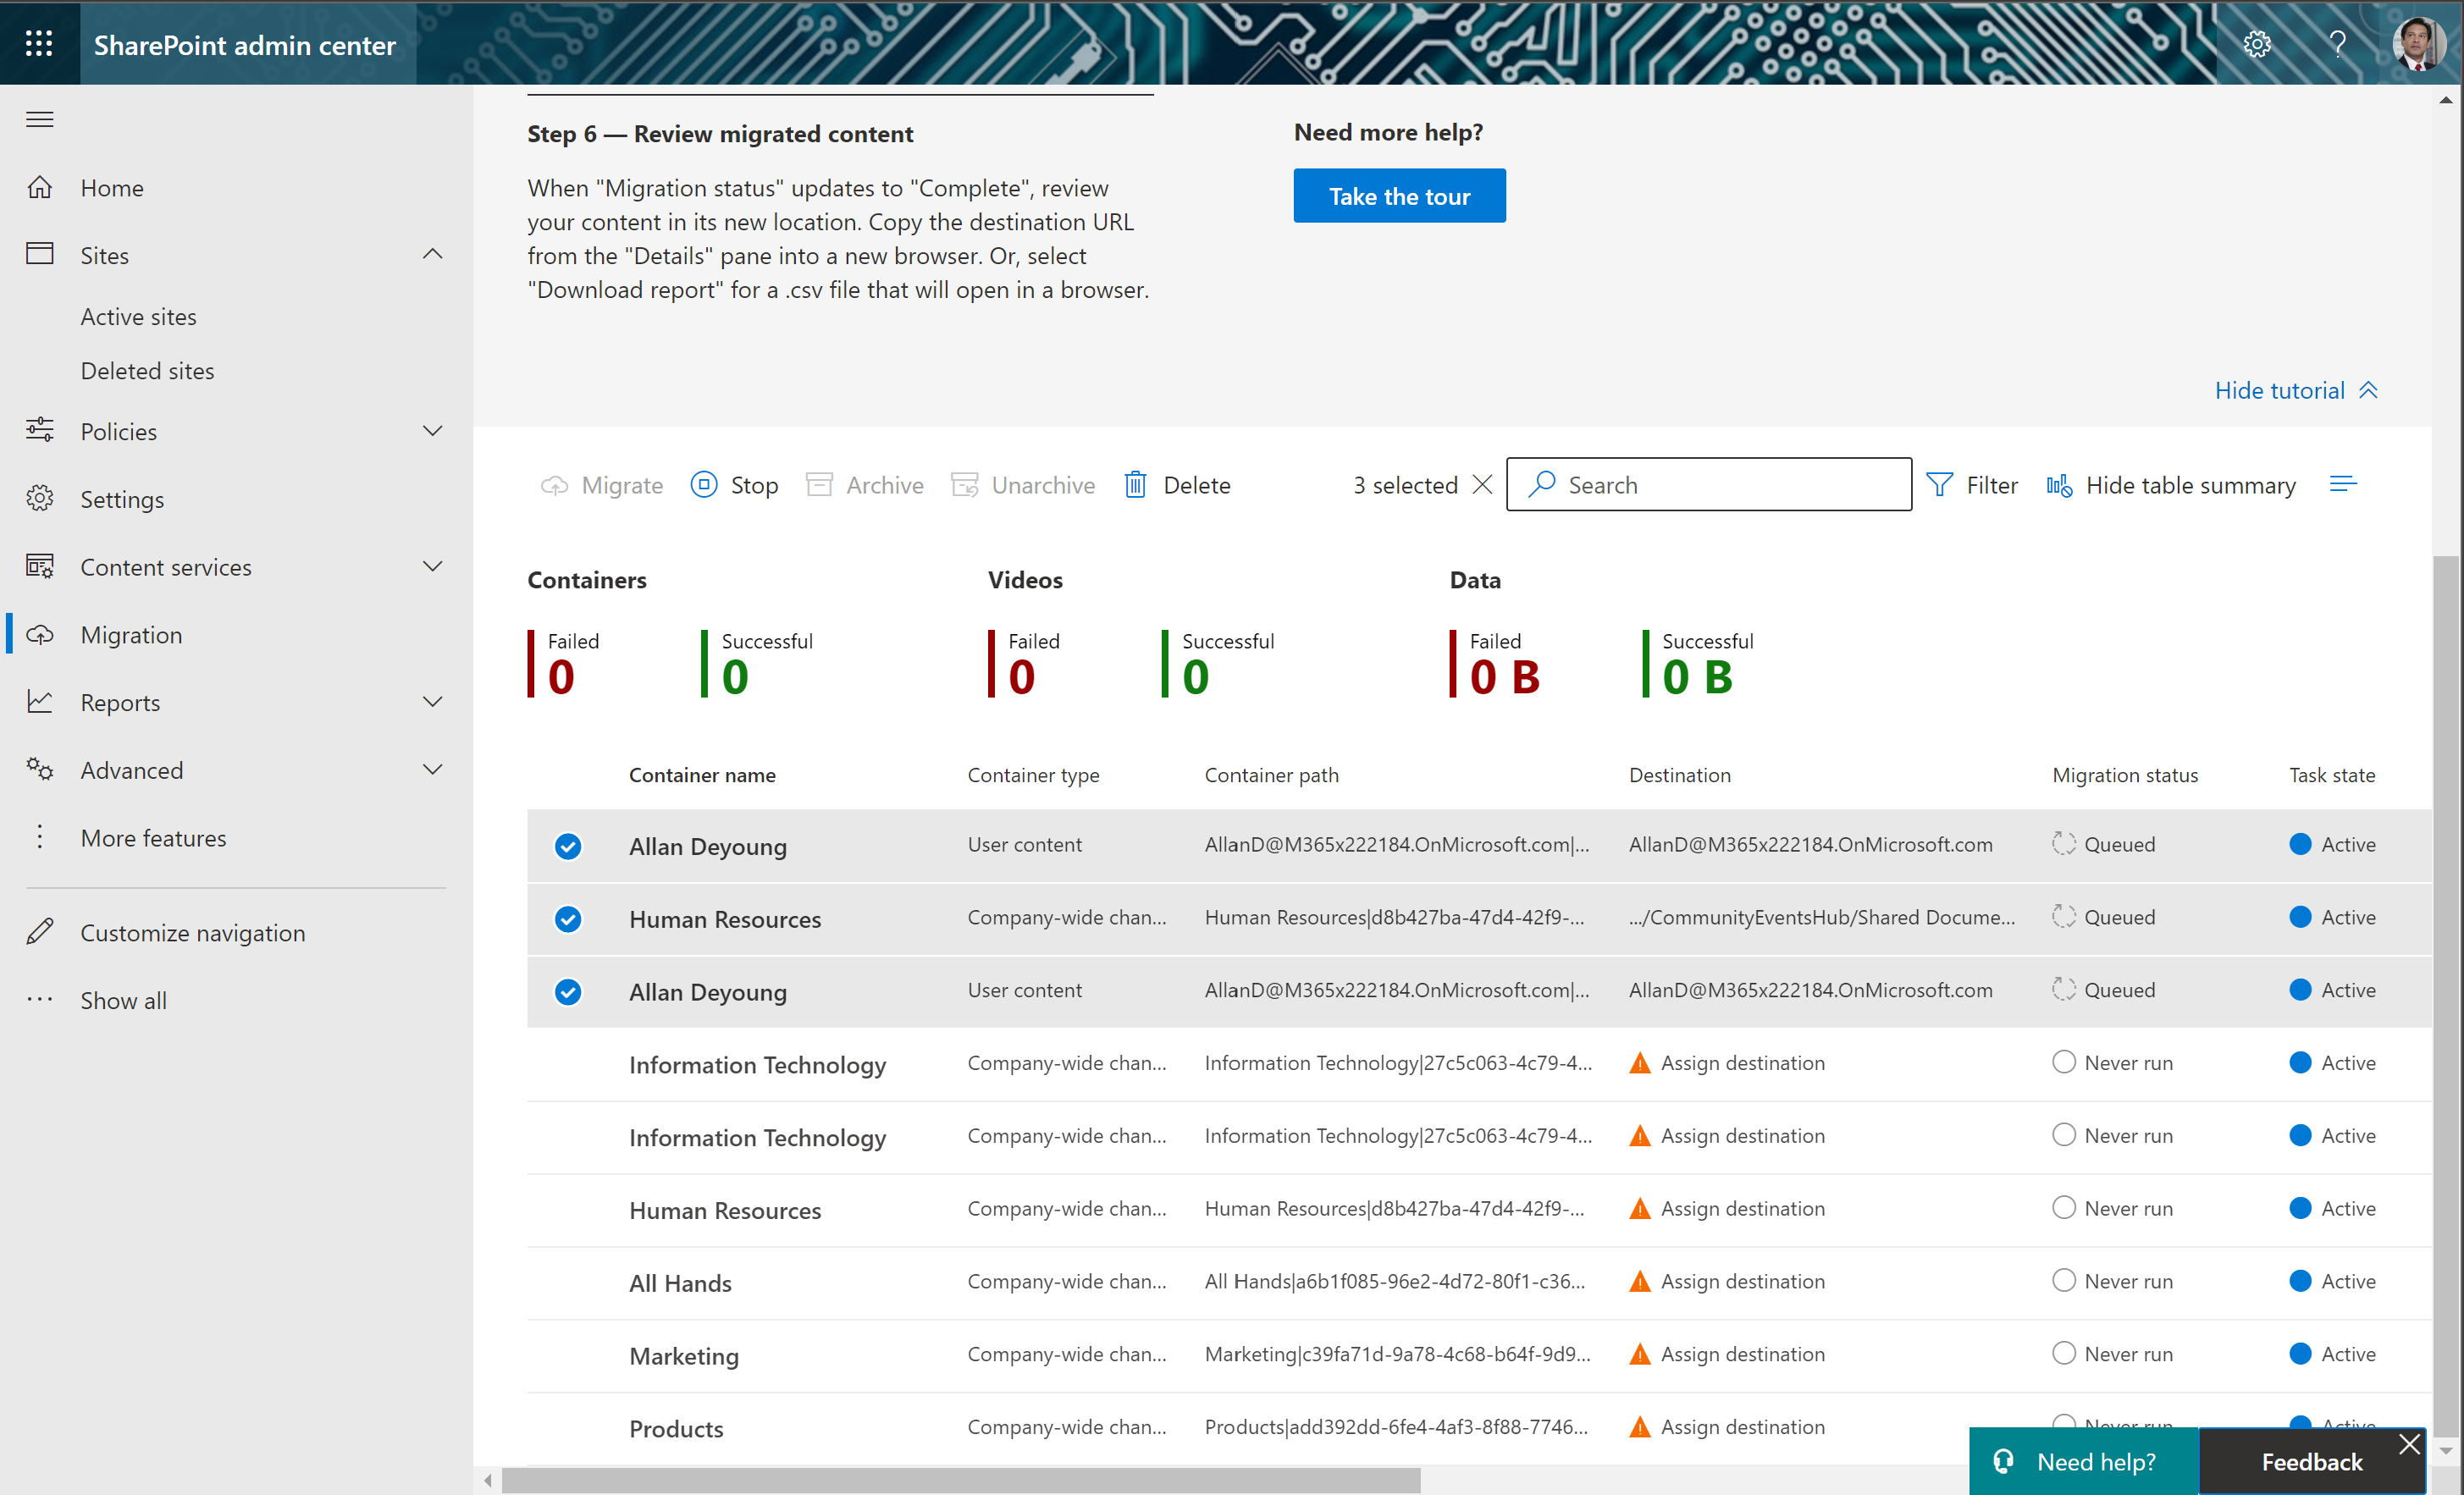 SharePoint admin center
Home
Sites
Active sites
Deleted sites
Policies
Settings
Content services
Migration
Reports
Advanced
More features
Customize navigation
Show all
Step 6 — Review migrated content
When "Migration status" updates to "Complete", review
your content in its new location. Copy the destination URL
from the "Details" pane into a new browser. Or, select
"Download report" for a .csv file that will open in a browser.
Need more help?
Take the tour
Hide tutorial
Migrate Stop Archive Unarchive Delete 3 selected Search Filter Hide table summary
Containers Videos Data
Failed Successful Failed Successful Failed Successful
0 0 0 0 0 B 0 B
Container name Container type Container path Destination Migration status Task state
Allan Deyoung User content AllanD@M365x222184.OnMicrosoft.com|... AllanD@M365x222184.OnMicrosoft.com Queued Active
Human Resources Company-wide chan... Human Resources|d8b427ba-47d4-42f9-... .../CommunityEventsHub/Shared Docume... Queued Active
Allan Deyoung User content AllanD@M365x222184.OnMicrosoft.com|... AllanD@M365x222184.OnMicrosoft.com Queued Active
Information Technology Company-wide chan... Information Technology|27c5c063-4c79-4... Assign destination Never run Active
Information Technology Company-wide chan... Information Technology|27c5c063-4c79-4... Assign destination Never run Active
Human Resources Company-wide chan... Human Resources|d8b427ba-47d4-42f9-... Assign destination Never run Active
All Hands Company-wide chan... All Hands|a6b1f085-96e2-4d72-80f1-c36... Assign destination Never run Active
Marketing Company-wide chan... Marketing|c39fa71d-9a78-4c68-b64f-9d9... Assign destination Never run Active
Products Company-wide chan... Products|add392dd-6fe4-4af3-8f88-7746... Assign destination Never run Active
Need help? Feedback